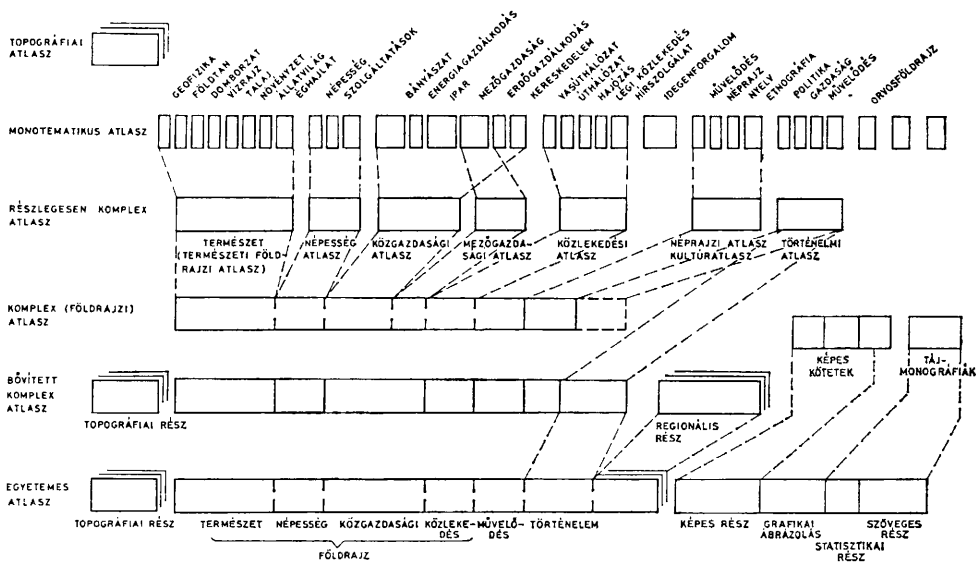 TOPOGRÁFIAI
ATLASZ
GEOFIZIKA
FÖLDTAN
DOMBORZAT
VÍZRAJZ
TALAJ
NÖVÉNYZET
ÁLLATVILÁG
ÉGHAJLAT
NÉPESSÉG
SZOLGÁLTATÁSOK
BÁNYÁSZAT
ENERGIAGAZDÁLKODÁS
IPAR
MEZŐGAZDASÁG
ERDŐGAZDÁLKODÁS
KERESKEDELEM
VASÚTHÁLÓZAT
ÚTHÁLÓZAT
HAJÓZÁS
LÉGI KÖZLEKEDÉS
HÍRSZOLGÁLAT
IDEGENFORGALOM
MŰVELŐDÉS
NÉPRAJZ
NYELV
ETNOGRÁFIA
POLITIKA
GAZDASÁG
MŰVELŐDÉS
ORVOSFÖLDRAJZ
MONOTEMATIKUS ATLASZ
RÉSZLEGESEN KOMPLEX
ATLASZ
TERMÉSZET
(TERMÉSZETI FÖLD-
RAJZI ATLASZ)
NÉPESSÉG
ATLASZ
KÖZGAZDASÁGI
ATLASZ
MEZŐGAZDA-
SÁGI ATLASZ
KÖZLEKEDÉSI
ATLASZ
NÉPRAJZI ATLASZ
KULTÚRATLASZ
TÖRTÉNELMI
ATLASZ
KOMPLEX (FÖLDRAJZI)
ATLASZ
KÉPES
KÖTETEK
TÁJ-
MONOGRÁFIÁK
BŐVÍTETT
KOMPLEX
ATLASZ
TOPOGRÁFIAI RÉSZ
REGIONÁLIS
RÉSZ
EGYETEMES
ATLASZ
TOPOGRÁFIAI RÉSZ
TERMÉSZET
NÉPESSÉG
KÖZGAZDASÁGI
KÖZLEKE-
DÉS
MŰVELŐ-
DÉS
TÖRTÉNELEM
FÖLDRAJZ
KÉPES RÉSZ
GRAFIKAI
ÁBRÁZOLÁS
STATISZTIKAI
RÉSZ
SZÖVEGES
RÉSZ